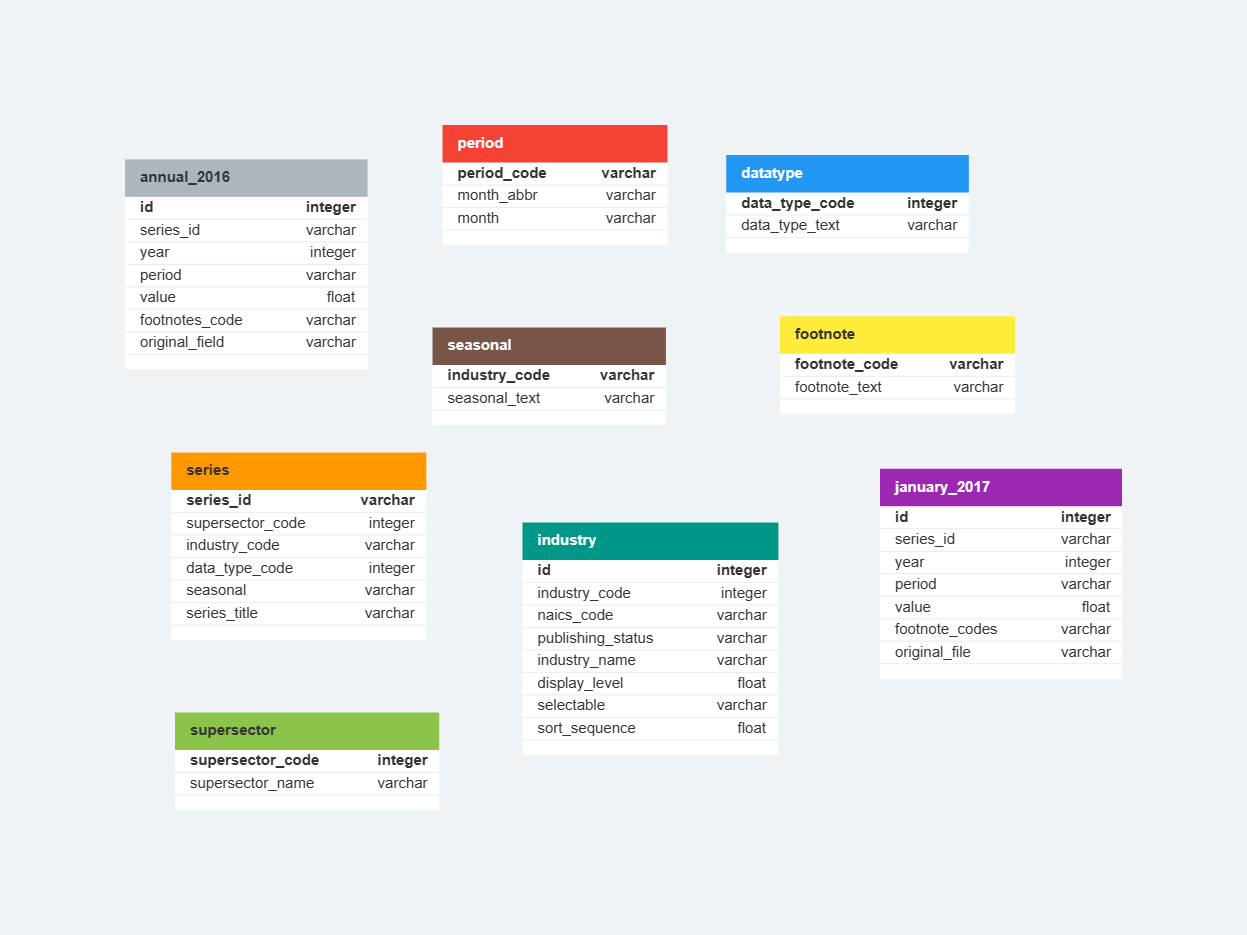 annual_2016
id integer
series_id varchar
year integer
period varchar
value float
footnotes_code varchar
original_field varchar
period
period_code varchar
month_abbr varchar
month varchar
datatype
data_type_code integer
data_type_text varchar
seasonal
industry_code varchar
seasonal_text varchar
footnote
footnote_code varchar
footnote_text varchar
series
series_id varchar
supersector_code integer
industry_code varchar
data_type_code integer
seasonal varchar
series_title varchar
industry
id integer
industry_code integer
naics_code varchar
publishing_status varchar
industry_name varchar
display_level float
selectable varchar
sort_sequence float
january_2017
id integer
series_id varchar
year integer
period varchar
value float
footnote_codes varchar
original_file varchar
supersector
supersector_code integer
supersector_name varchar